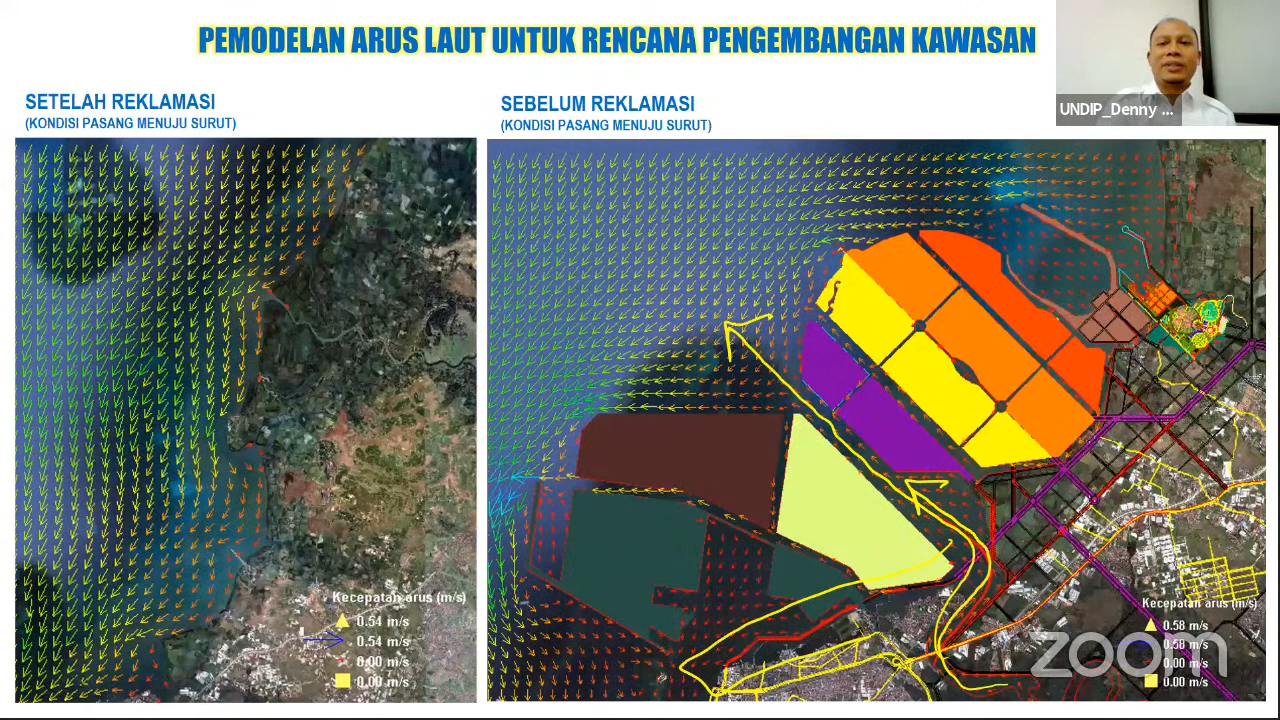 PEMODELAN ARUS LAUT UNTUK RENCANA PENGEMBANGAN KAWASAN
UNDIP_Denny ...
SETELAH REKLAMASI
(KONDISI PASANG MENUJU SURUT)
SEBELUM REKLAMASI
(KONDISI PASANG MENUJU SURUT)
Kecepatan arus (m/s)
0.54 m/s
0.54 m/s
0.00 m/s
0.00 m/s
Kecepatan arus (m/s)
0.58 m/s
0.58 m/s
0.00 m/s
0.00 m/s
zoom